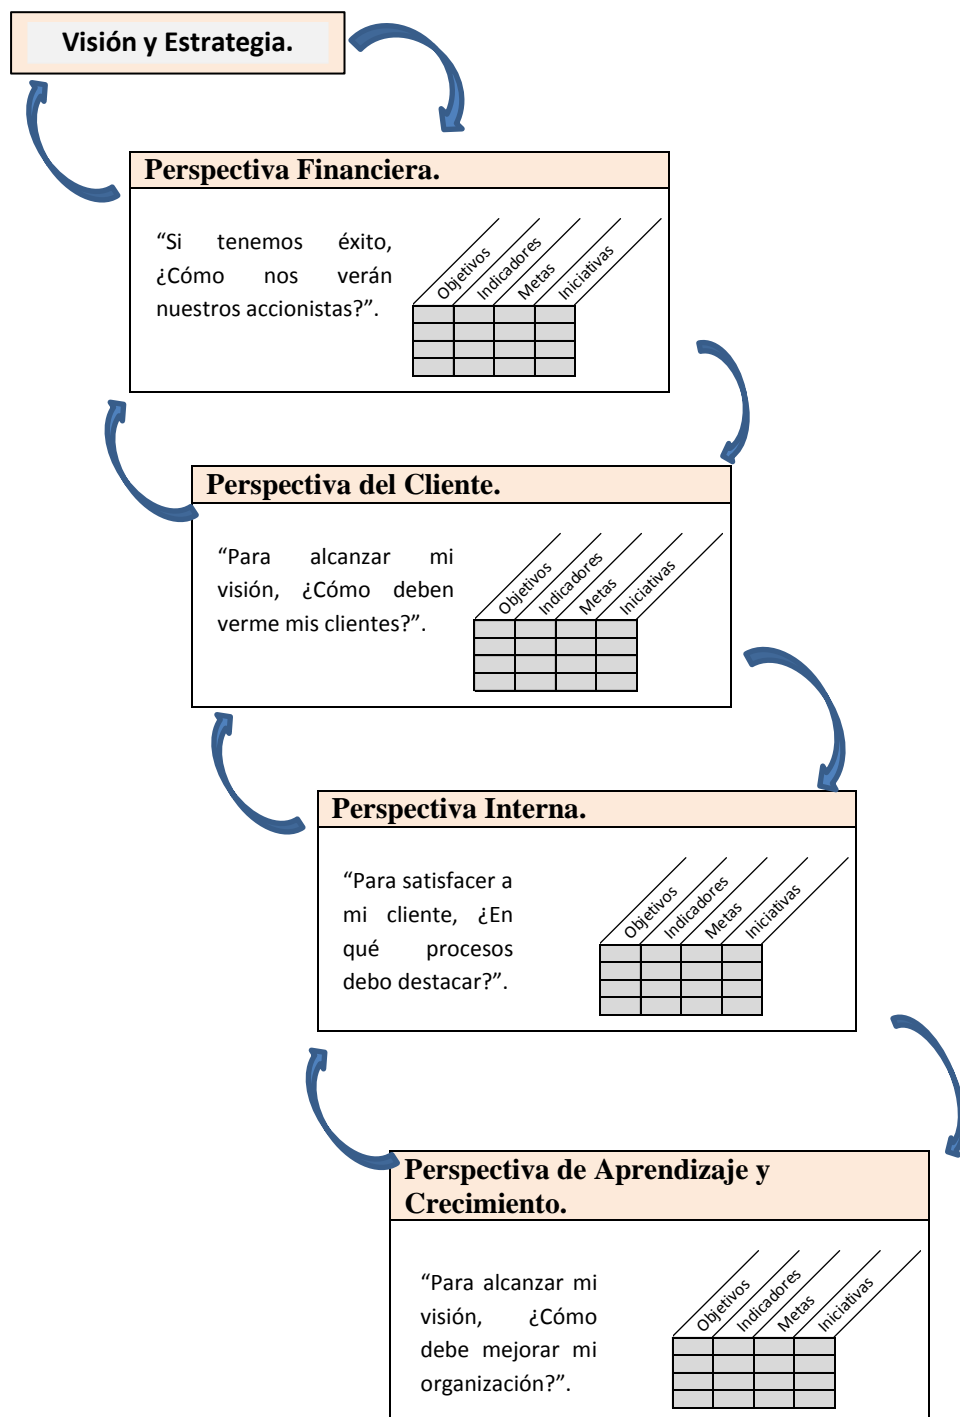 Visión y Estrategia.
Perspectiva Financiera.
“Si tenemos éxito,
¿Cómo nos verán
nuestros accionistas?”.
Objetivos
Indicadores
Metas
Iniciativas
Perspectiva del Cliente.
“Para alcanzar mi
visión, ¿Cómo deben
verme mis clientes?”.
Objetivos
Indicadores
Metas
Iniciativas
Perspectiva Interna.
“Para satisfacer a
mi cliente, ¿En
qué procesos
debo destacar?”.
Objetivos
Indicadores
Metas
Iniciativas
Perspectiva de Aprendizaje y
Crecimiento.
“Para alcanzar mi
visión, ¿Cómo
debe mejorar mi
organización?”.
Objetivos
Indicadores
Metas
Iniciativas